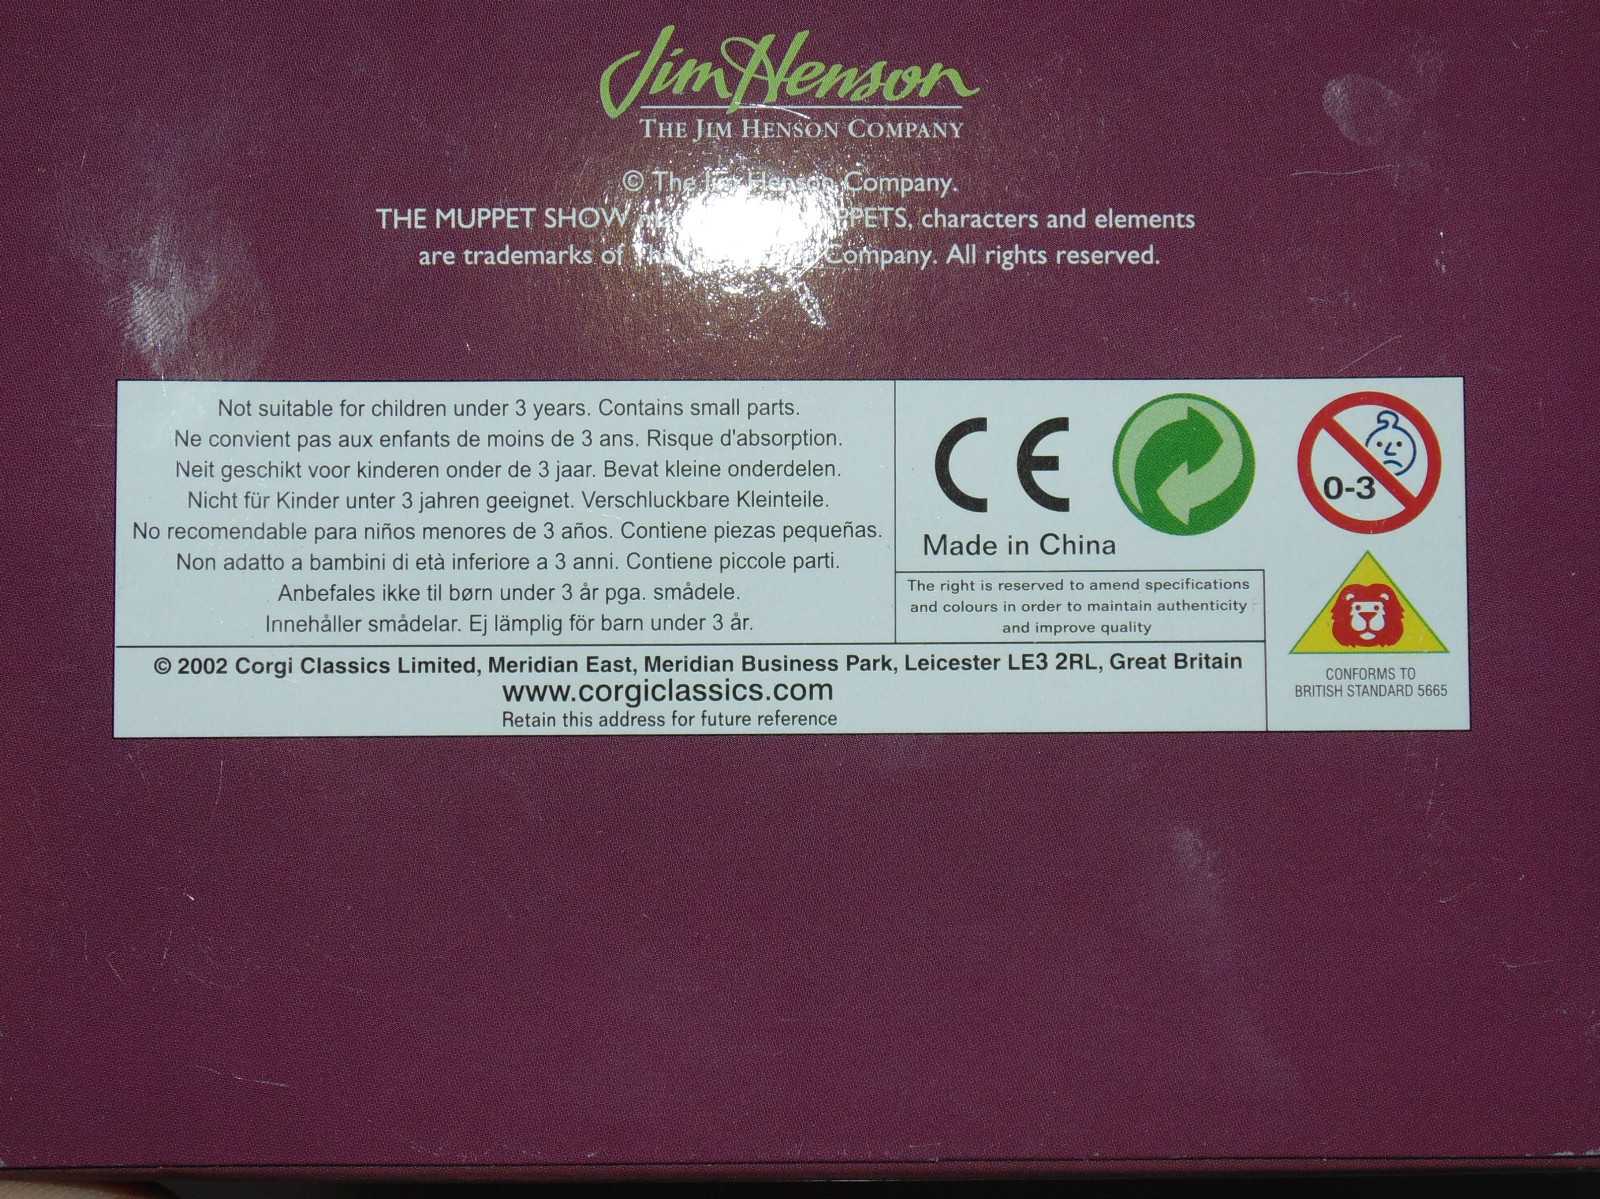 Jim Henson
THE JIM HENSON COMPANY
© The Jim Henson Company.
THE MUPPET SHOW PPETS, characters and elements
are trademarks of Company. All rights reserved.
Not suitable for children under 3 years. Contains small parts.
Ne convient pas aux enfants de moins de 3 ans. Risque d'absorption.
Neit geschikt voor kinderen onder de 3 jaar. Bevat kleine onderdelen.
Nicht für Kinder unter 3 jahren geeignet. Verschluckbare Kleinteile.
No recomendable para niños menores de 3 años. Contiene piezas pequeñas.
Non adatto a bambini di età inferiore a 3 anni. Contiene piccole parti.
Anbefales ikke til børn under 3 år pga. smådele.
Innehåller smådelar. Ej lämplig för barn under 3 år.
CE
Made in China
The right is reserved to amend specifications
and colours in order to maintain authenticity
and improve quality
0-3
CONFORMS TO
BRITISH STANDARD 5665
© 2002 Corgi Classics Limited, Meridian East, Meridian Business Park, Leicester LE3 2RL, Great Britain
www.corgiclassics.com
Retain this address for future reference